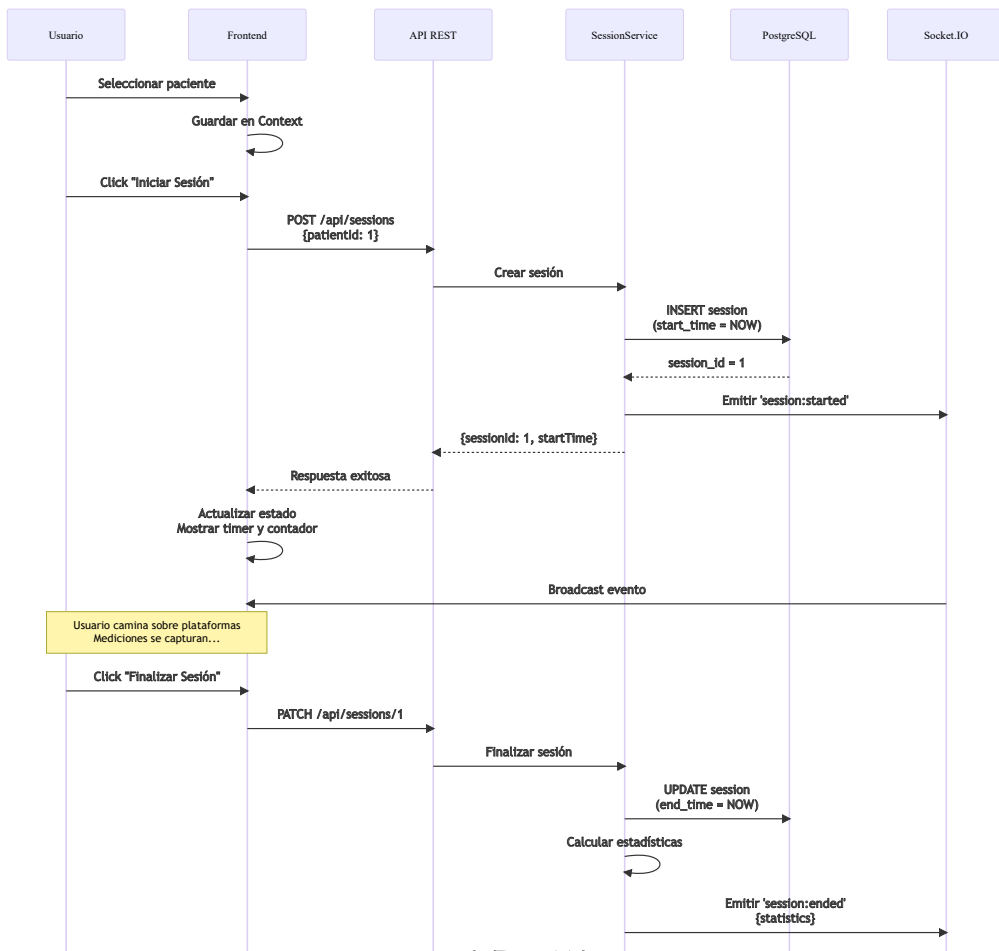 Usuario
Frontend
API REST
SessionService
PostgreSQL
Socket.IO
Seleccionar paciente
Guardar en Context
Click "Iniciar Sesión"
POST /api/sessions
{patientId: 1}
Crear sesión
INSERT session
(start_time = NOW)
session_id = 1
Emitir 'session:started'
{sessionId: 1, startTime}
Respuesta exitosa
Actualizar estado
Mostrar timer y contador
Broadcast evento
Usuario camina sobre plataformas
Mediciones se capturan...
Click "Finalizar Sesión"
PATCH /api/sessions/1
Finalizar sesión
UPDATE session
(end_time = NOW)
Calcular estadísticas
Emitir 'session:ended'
{statistics}